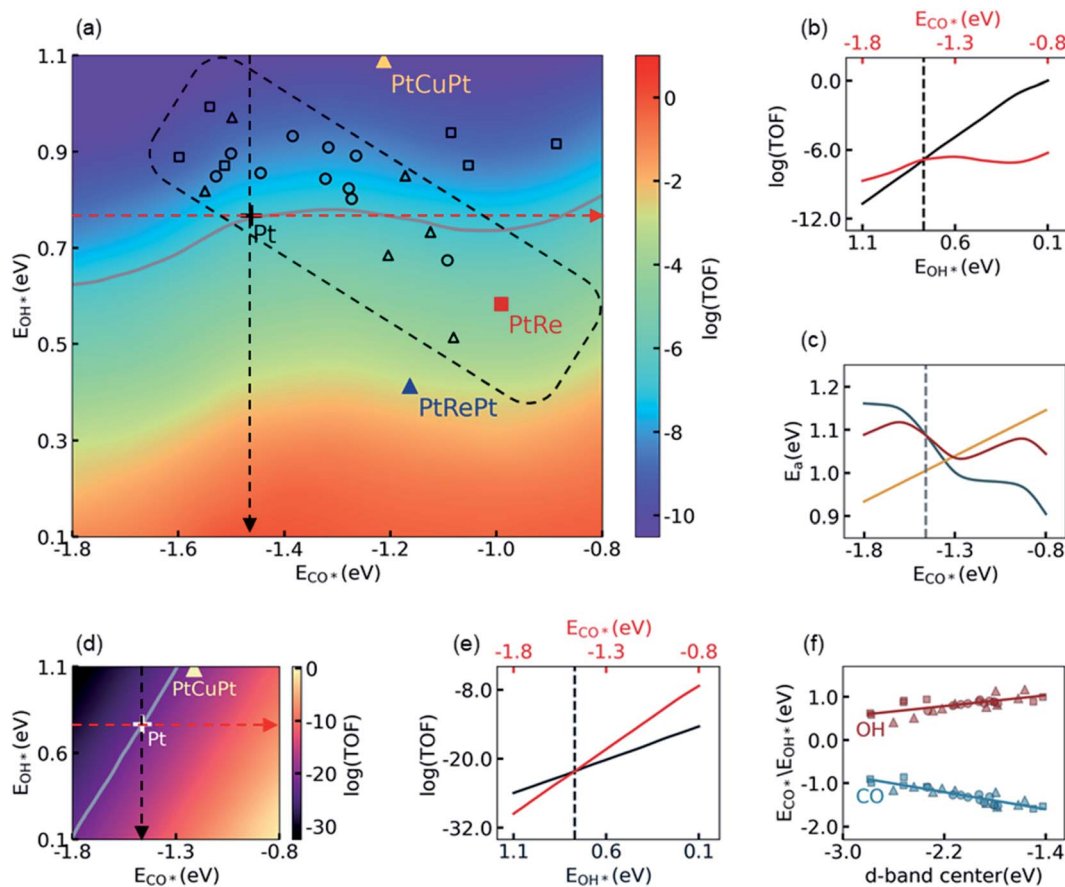 (a)
1.1
0.9
0.7
0.5
0.3
0.1
E_OH*(eV)
-1.8
-1.6
-1.4
-1.2
-1.0
-0.8
E_CO*(eV)
PtCuPt
Pt
PtRe
PtRePt
0
-2
-4
-6
-8
-10
log(TOF)
(b)
E_CO*(eV)
-1.8
-1.3
-0.8
0.0
-6.0
-12.0
log(TOF)
1.1
0.6
0.1
E_OH*(eV)
(c)
1.2
1.1
1.0
0.9
E_a(eV)
-1.8
-1.3
-0.8
E_CO*(eV)
(d)
1.1
0.6
0.1
E_OH*(eV)
PtCuPt
Pt
-1.8
-1.3
-0.8
E_CO*(eV)
0
-10
-20
-30
log(TOF)
(e)
E_CO*(eV)
-1.8
-1.3
-0.8
-8.0
-20.0
-32.0
log(TOF)
1.1
0.6
0.1
E_OH*(eV)
(f)
1.0
0.0
-1.0
-2.0
E_CO*\E_OH*(eV)
OH
CO
-3.0
-2.2
-1.4
d-band center(eV)